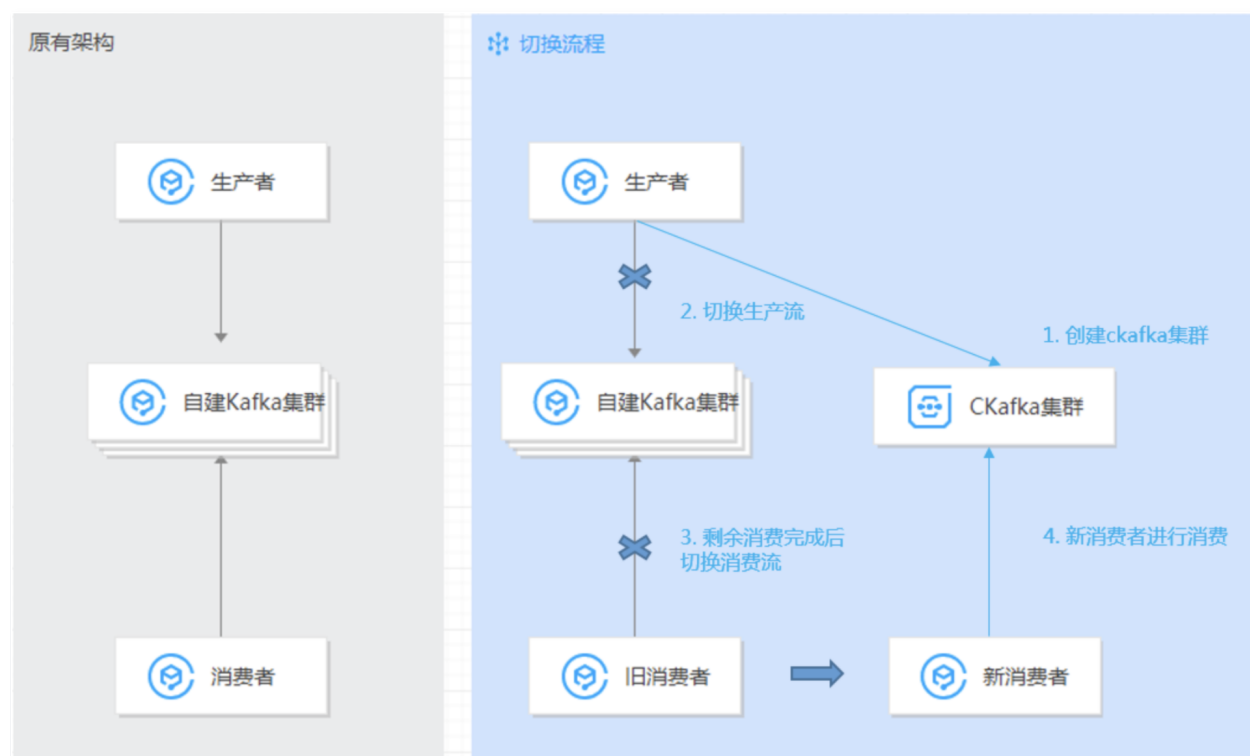 原有架构
切换流程
生产者
生产者
2. 切换生产流
1. 创建ckafka集群
自建Kafka集群
自建Kafka集群
CKafka集群
3. 剩余消费完成后
切换消费流
4. 新消费者进行消费
消费者
旧消费者
新消费者